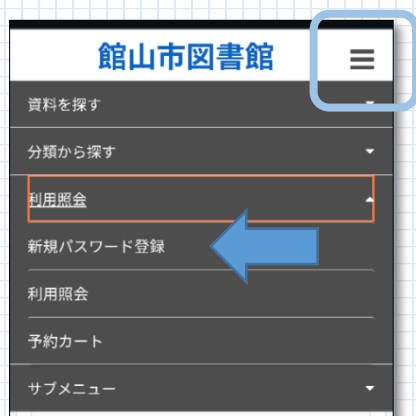 館山市図書館
資料を探す
分類から探す
利用照会
新規パスワード登録
利用照会
予約カート
サブメニュー